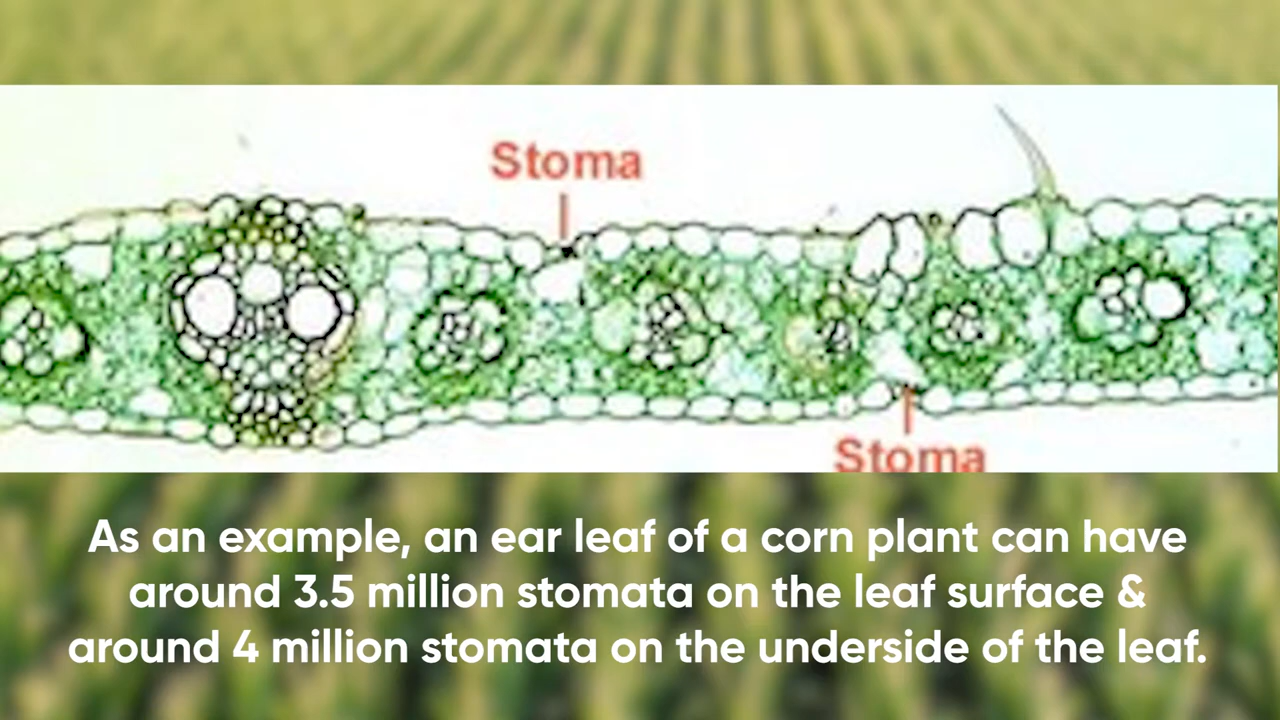 Stoma
Stoma
As an example, an ear leaf of a corn plant can have
around 3.5 million stomata on the leaf surface &
around 4 million stomata on the underside of the leaf.